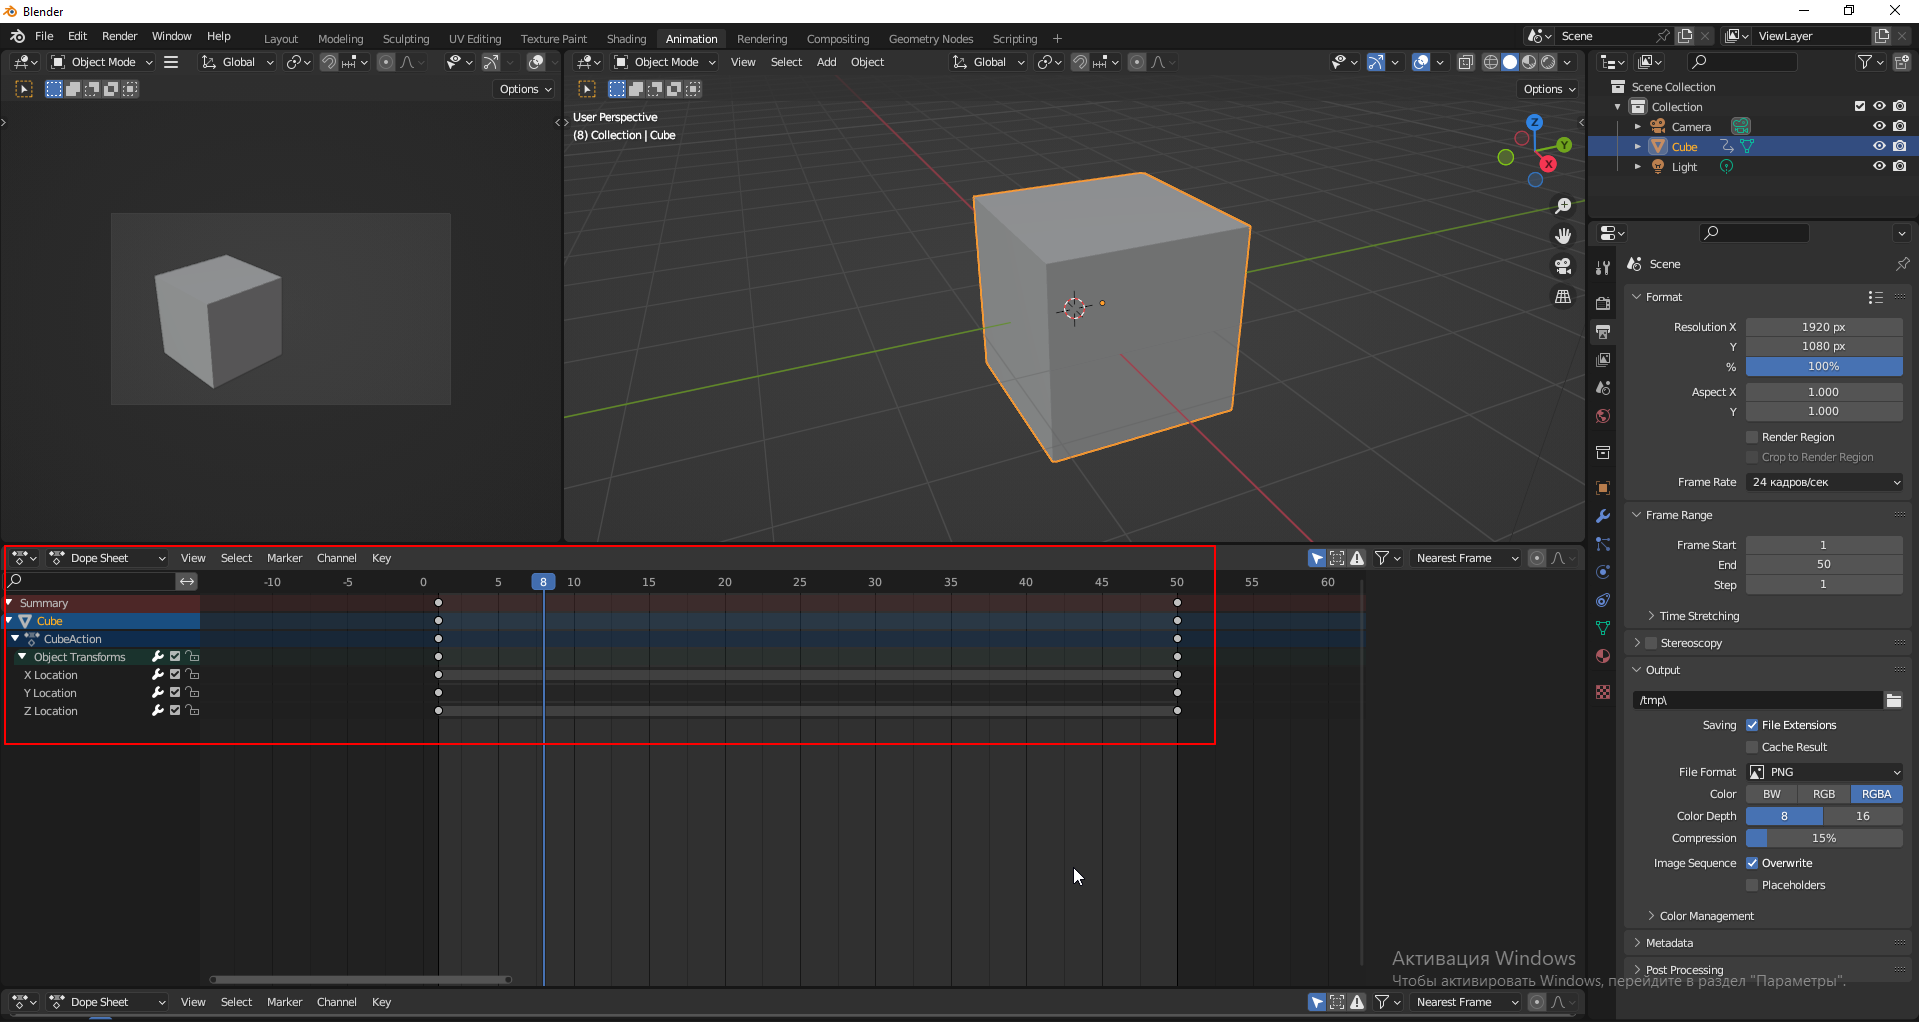 Blender
File Edit Render Window Help Layout Modeling Sculpting UV Editing Texture Paint Shading Animation Rendering Compositing Geometry Nodes Scripting + Scene ViewLayer
Object Mode Global
Options
Object Mode View Select Add Object Global
Options
User Perspective
(8) Collection | Cube
Z
Y
X
Scene Collection
Collection
Camera
Cube
Light
Scene
Format
Resolution X 1920 px
Y 1080 px
% 100%
Aspect X 1.000
Y 1.000
Render Region
Crop to Render Region
Frame Rate 24 кадров/сек
Frame Range
Frame Start 1
End 50
Step 1
Time Stretching
Stereoscopy
Output
/tmp\
Saving File Extensions
Cache Result
File Format PNG
Color BW RGB RGBA
Color Depth 8 16
Compression 15%
Image Sequence Overwrite
Placeholders
Color Management
Metadata
Post Processing
Dope Sheet View Select Marker Channel Key Nearest Frame
-10 -5 0 5 8 10 15 20 25 30 35 40 45 50 55 60
Summary
Cube
CubeAction
Object Transforms
X Location
Y Location
Z Location
Активация Windows
Чтобы активировать Windows, перейдите в раздел "Параметры".
Dope Sheet View Select Marker Channel Key Nearest Frame